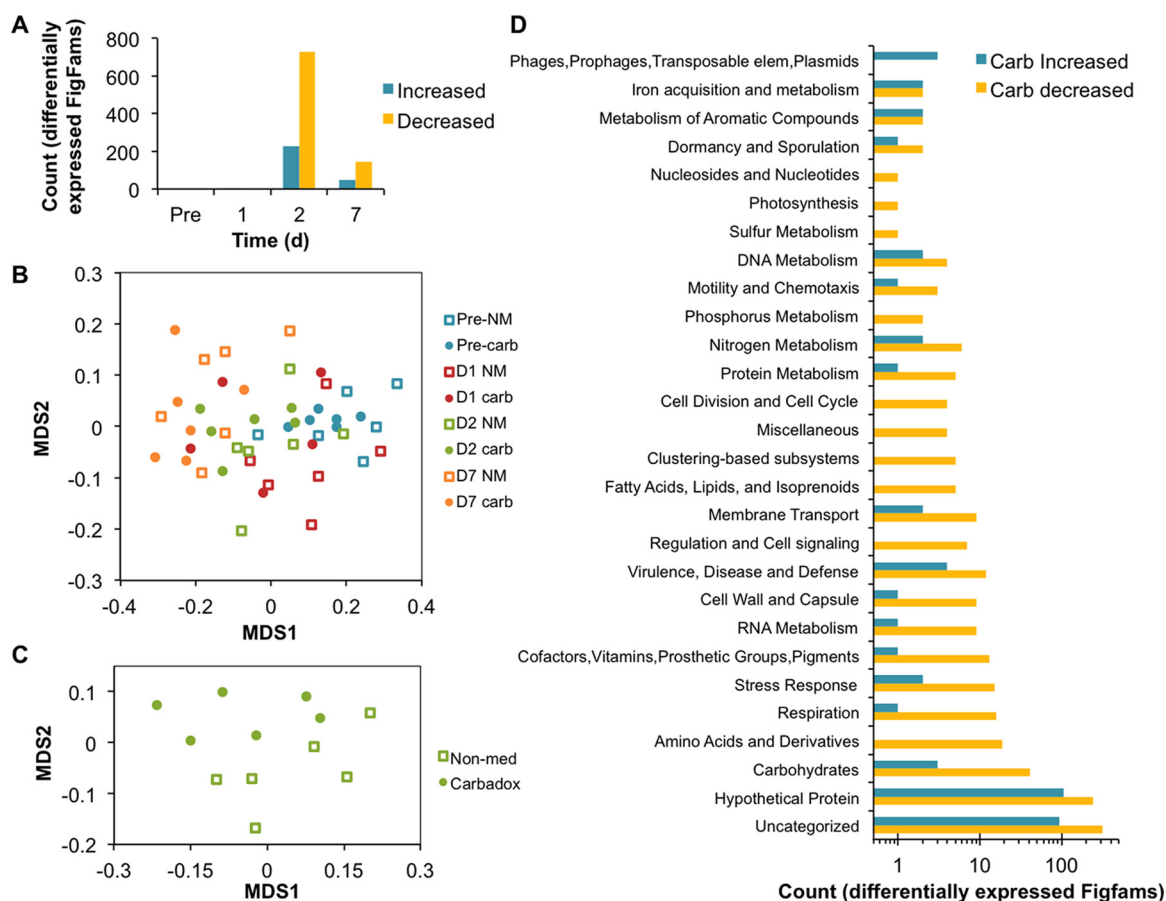 A
Count (differentially
expressed FigFams)
800
600
400
200
0
Pre
1
2
7
Time (d)
Increased
Decreased
B
MDS2
0.3
0.2
0.1
0
-0.1
-0.2
-0.3
-0.4
-0.2
0
0.2
0.4
MDS1
Pre-NM
Pre-carb
D1 NM
D1 carb
D2 NM
D2 carb
D7 NM
D7 carb
C
MDS2
0.1
0
-0.1
-0.2
-0.3
-0.15
0
0.15
0.3
MDS1
Non-med
Carbadox
D
Phages,Prophages,Transposable elem,Plasmids
Iron acquisition and metabolism
Metabolism of Aromatic Compounds
Dormancy and Sporulation
Nucleosides and Nucleotides
Photosynthesis
Sulfur Metabolism
DNA Metabolism
Motility and Chemotaxis
Phosphorus Metabolism
Nitrogen Metabolism
Protein Metabolism
Cell Division and Cell Cycle
Miscellaneous
Clustering-based subsystems
Fatty Acids, Lipids, and Isoprenoids
Membrane Transport
Regulation and Cell signaling
Virulence, Disease and Defense
Cell Wall and Capsule
RNA Metabolism
Cofactors,Vitamins,Prosthetic Groups,Pigments
Stress Response
Respiration
Amino Acids and Derivatives
Carbohydrates
Hypothetical Protein
Uncategorized
Carb Increased
Carb decreased
1
10
100
Count (differentially expressed Figfams)